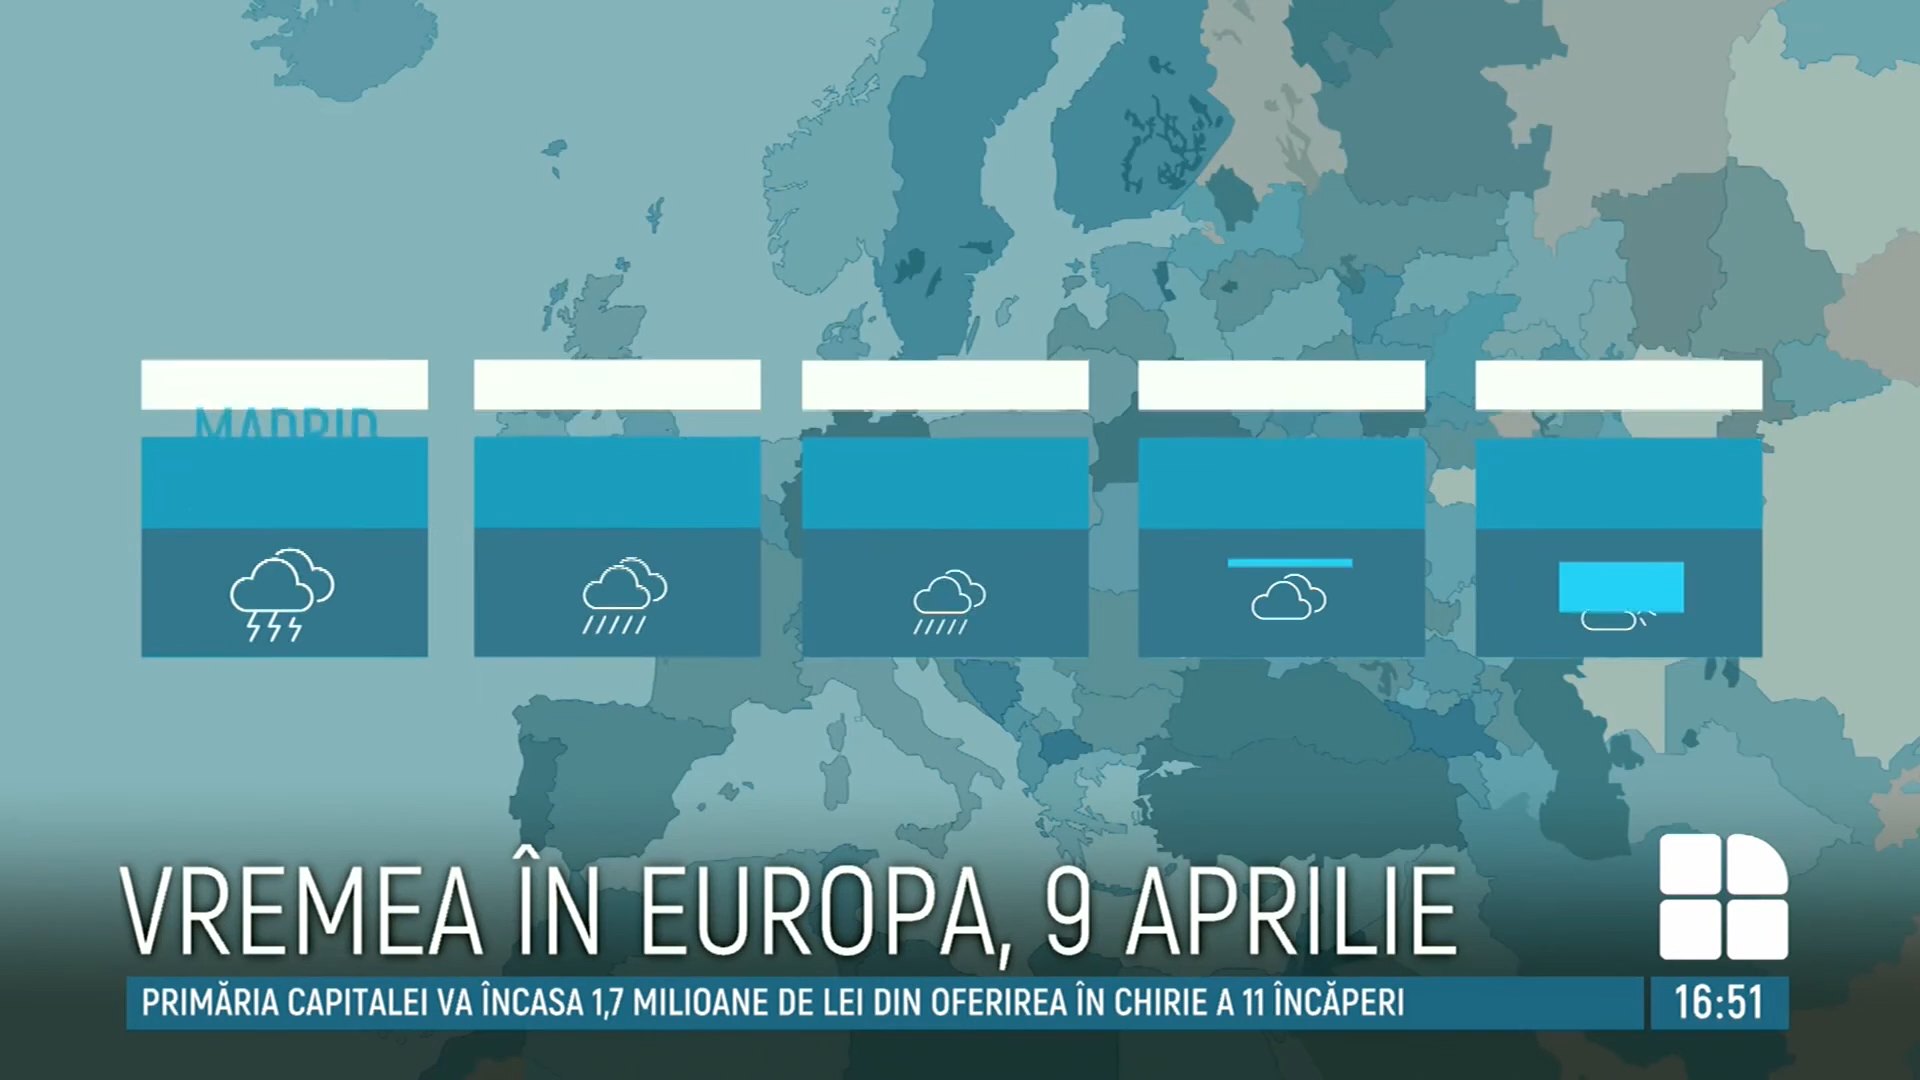 MADRID
VREMEA ÎN EUROPA, 9 APRILIE
PRIMĂRIA CAPITALEI VA ÎNCASA 1,7 MILIOANE DE LEI DIN OFERIREA ÎN CHIRIE A 11 ÎNCĂPERI
16:51